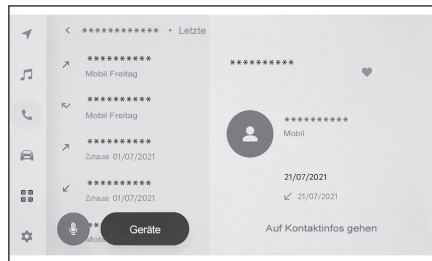 ************ • Letzte
**********
Mobil Freitag
**********
Mobil Freitag
**********
Zuhause 01/07/2021
**********
Zuhause 01/07/2021
**
Mobi
Geräte
**********
**********
Mobil
21/07/2021
21/07/2021
Auf Kontaktinfos gehen